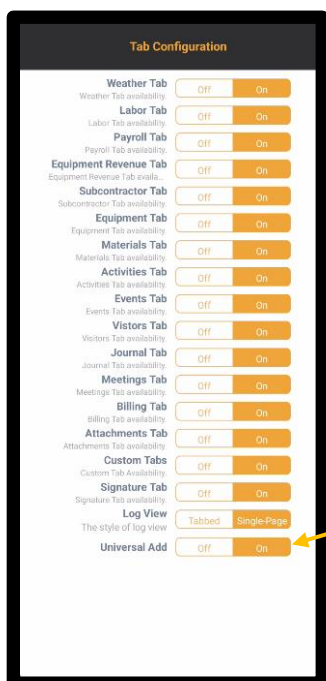 Tab Configuration
Weather Tab
Weather Tab availability.
Off On
Labor Tab
Labor Tab availability.
Off On
Payroll Tab
Payroll Tab availability.
Off On
Equipment Revenue Tab
Equipment Revenue Tab availa...
Off On
Subcontractor Tab
Subcontractor Tab availability.
Off On
Equipment Tab
Equipment Tab availability.
Off On
Materials Tab
Materials Tab availability.
Off On
Activities Tab
Activities Tab availability.
Off On
Events Tab
Events Tab availability.
Off On
Vistors Tab
Visitors Tab availability.
Off On
Journal Tab
Journal Tab availability.
Off On
Meetings Tab
Meetings Tab availability.
Off On
Billing Tab
Billing Tab availability.
Off On
Attachments Tab
Attachments Tab availability.
Off On
Custom Tabs
Custom Tab Availability.
Off On
Signature Tab
Signature Tab availability.
Off On
Log View
The style of log view
Tabbed Single-Page
Universal Add
Off On